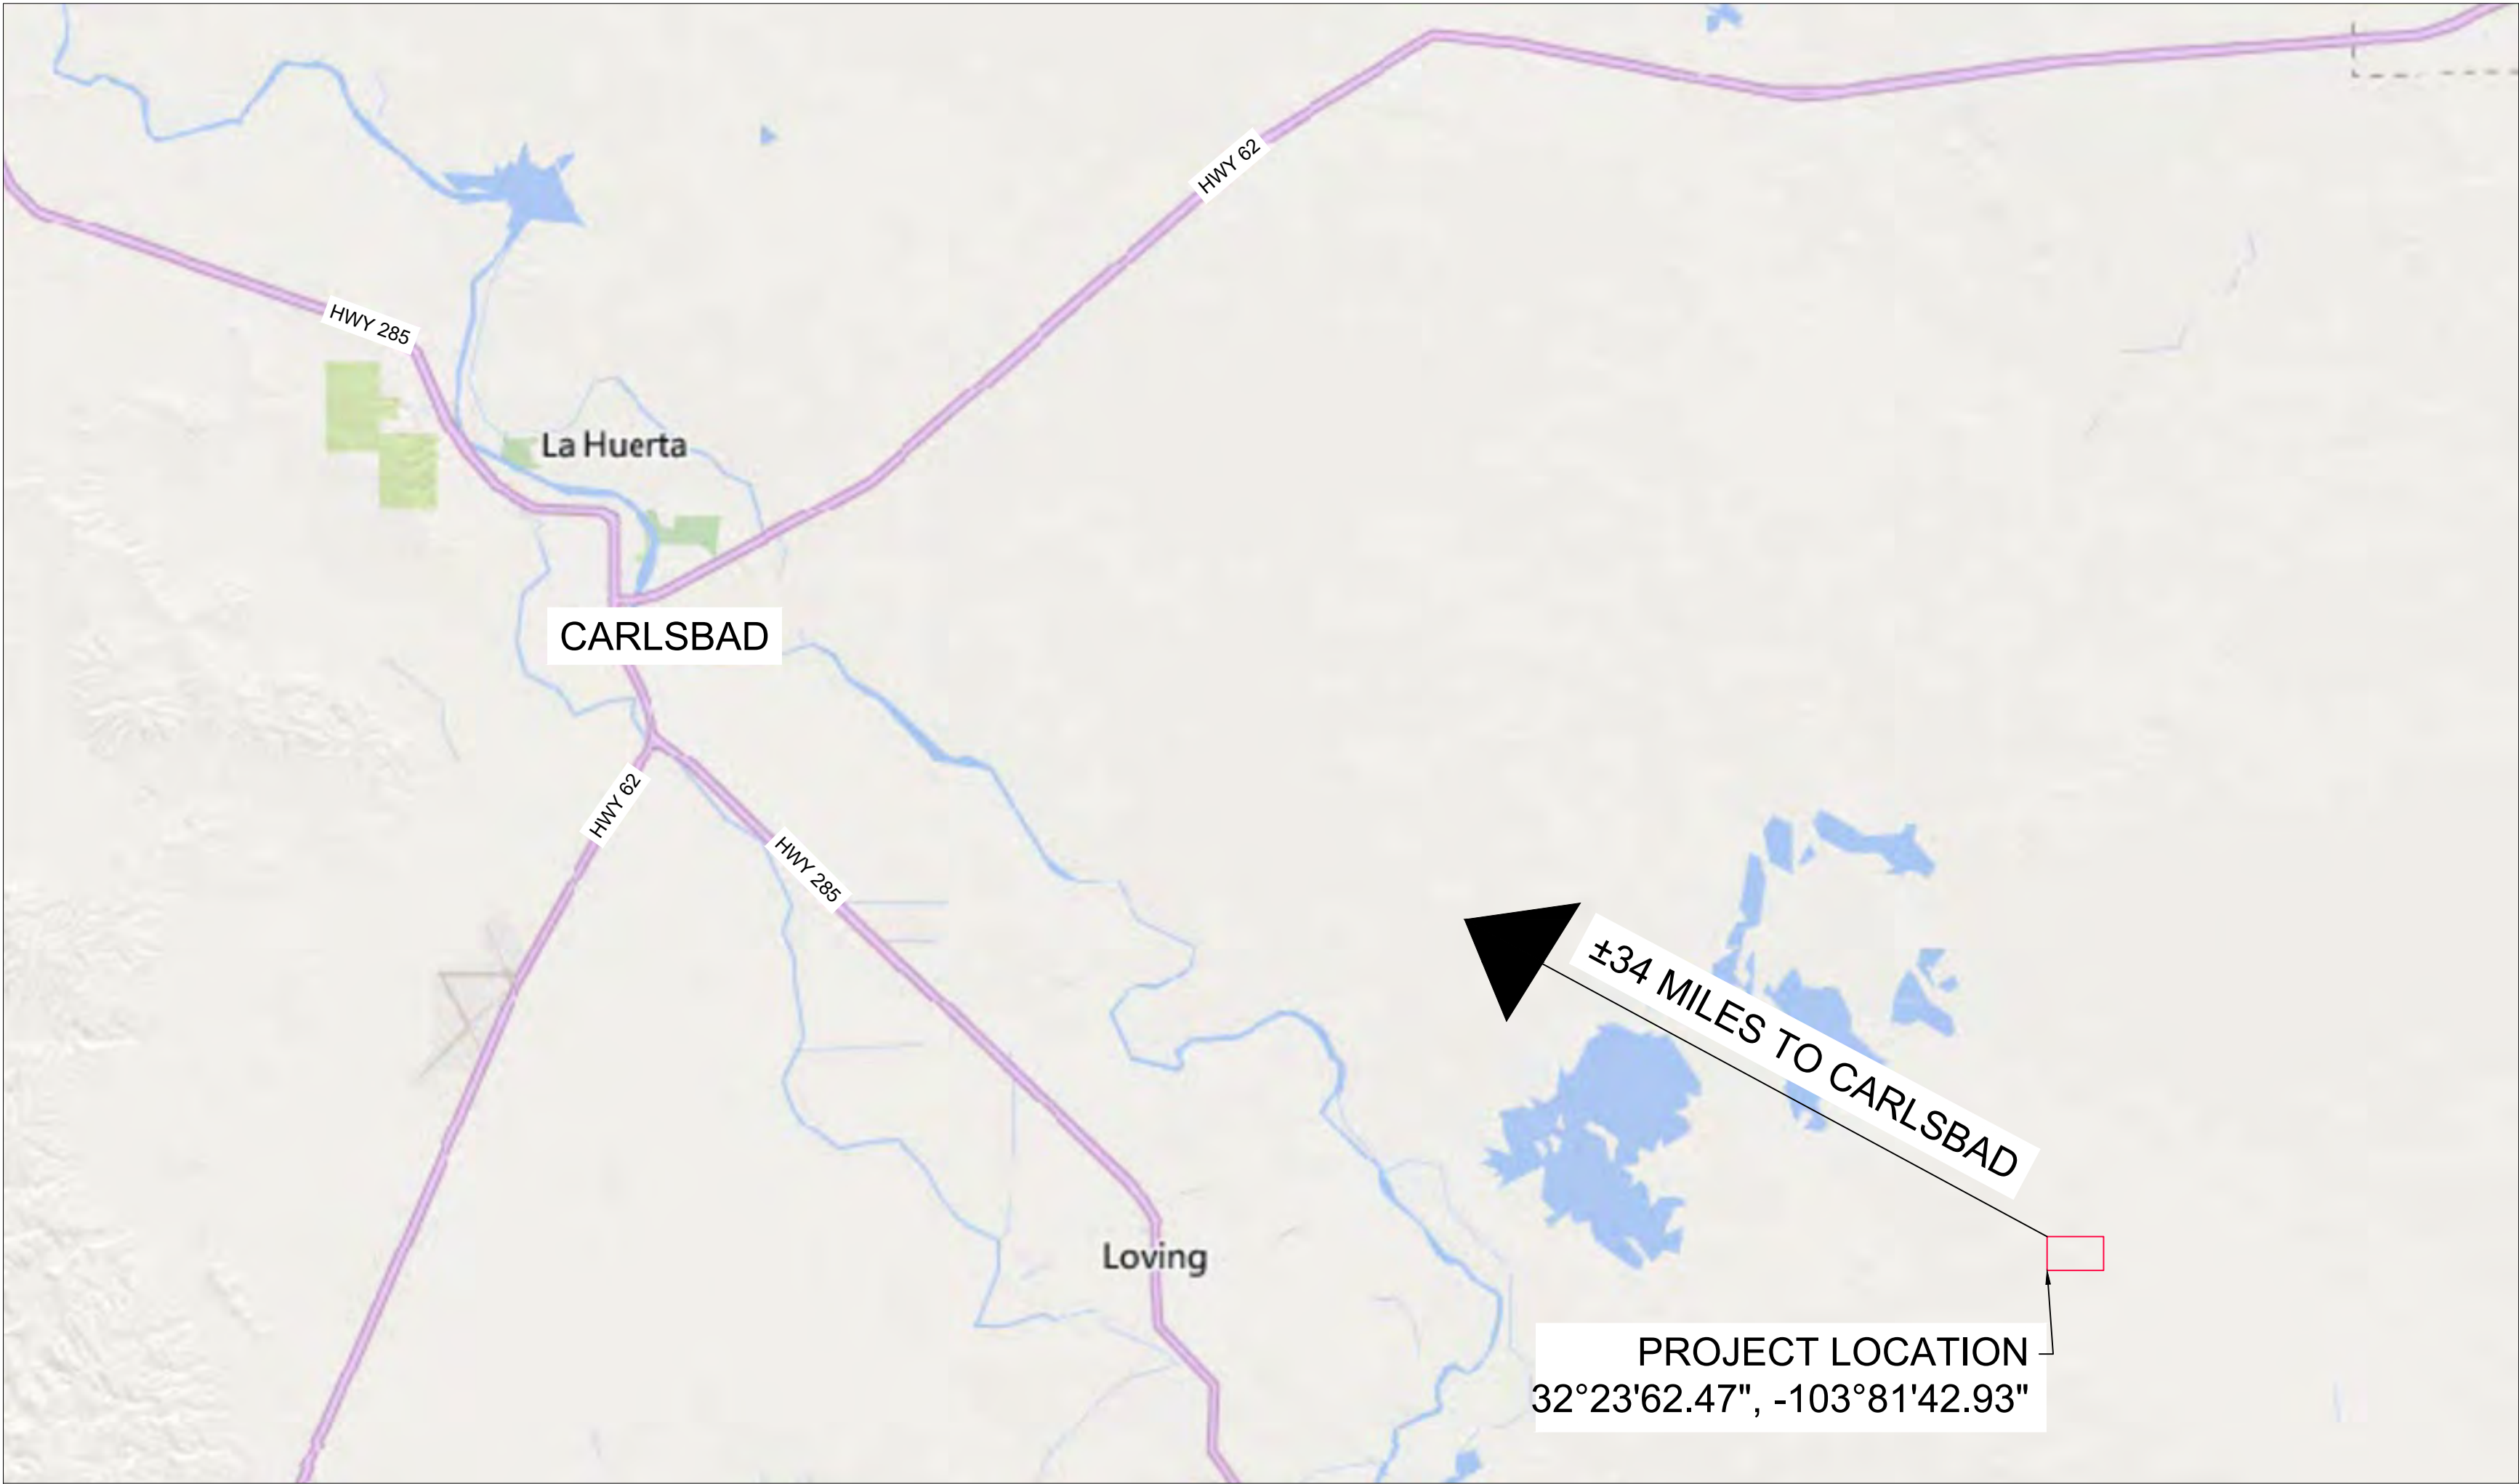 HWY 62
HWY 285
La Huerta
CARLSBAD
HWY 62
HWY 285
±34 MILES TO CARLSBAD
Loving
PROJECT LOCATION
32°23'62.47", -103°81'42.93"